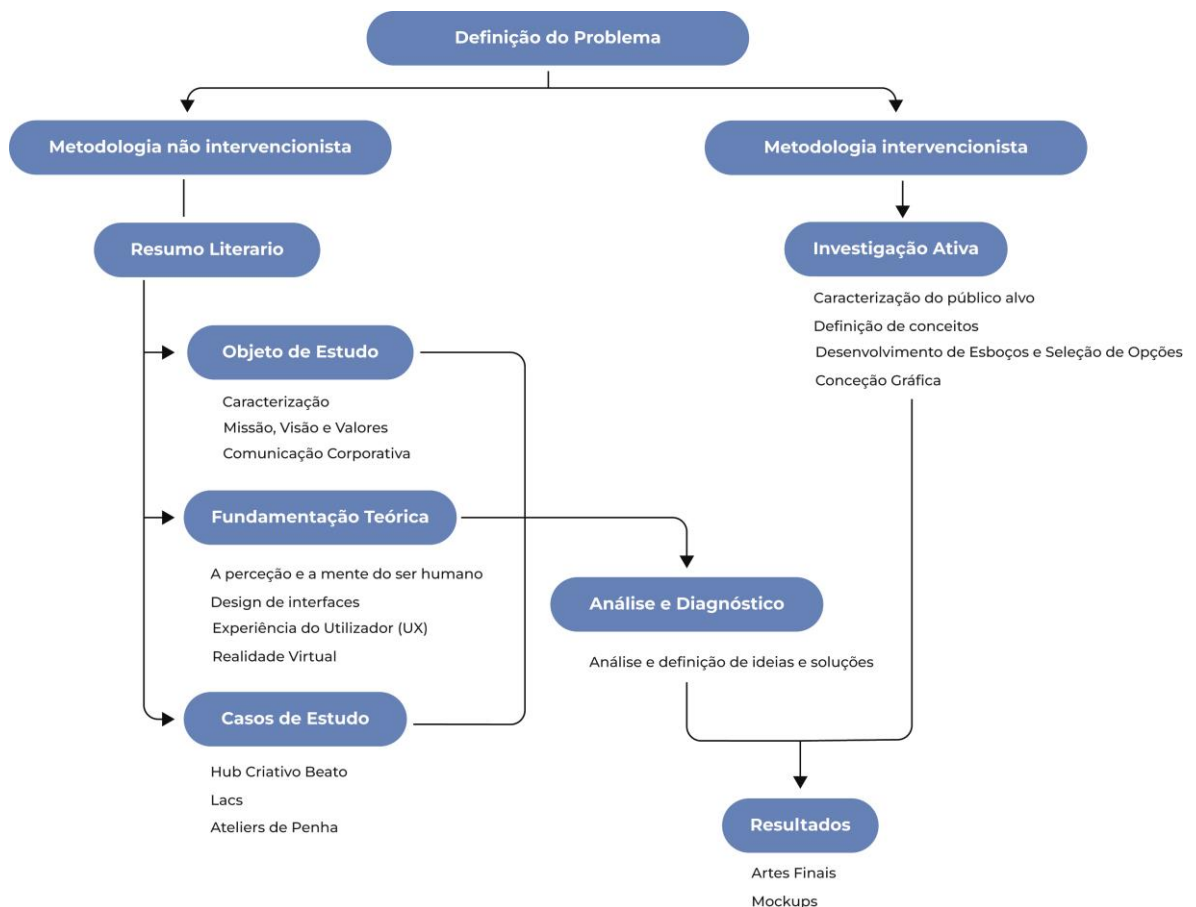 Definição do Problema
Metodologia não intervencionista
Metodologia intervencionista
Resumo Literario
Investigação Ativa
Caracterização do público alvo
Definição de conceitos
Desenvolvimento de Esboços e Seleção de Opções
Conceção Gráfica
Objeto de Estudo
Caracterização
Missão, Visão e Valores
Comunicação Corporativa
Fundamentação Teórica
A perceção e a mente do ser humano
Design de interfaces
Experiência do Utilizador (UX)
Realidade Virtual
Análise e Diagnóstico
Análise e definição de ideias e soluções
Casos de Estudo
Hub Criativo Beato
Lacs
Ateliers de Penha
Resultados
Artes Finais
Mockups